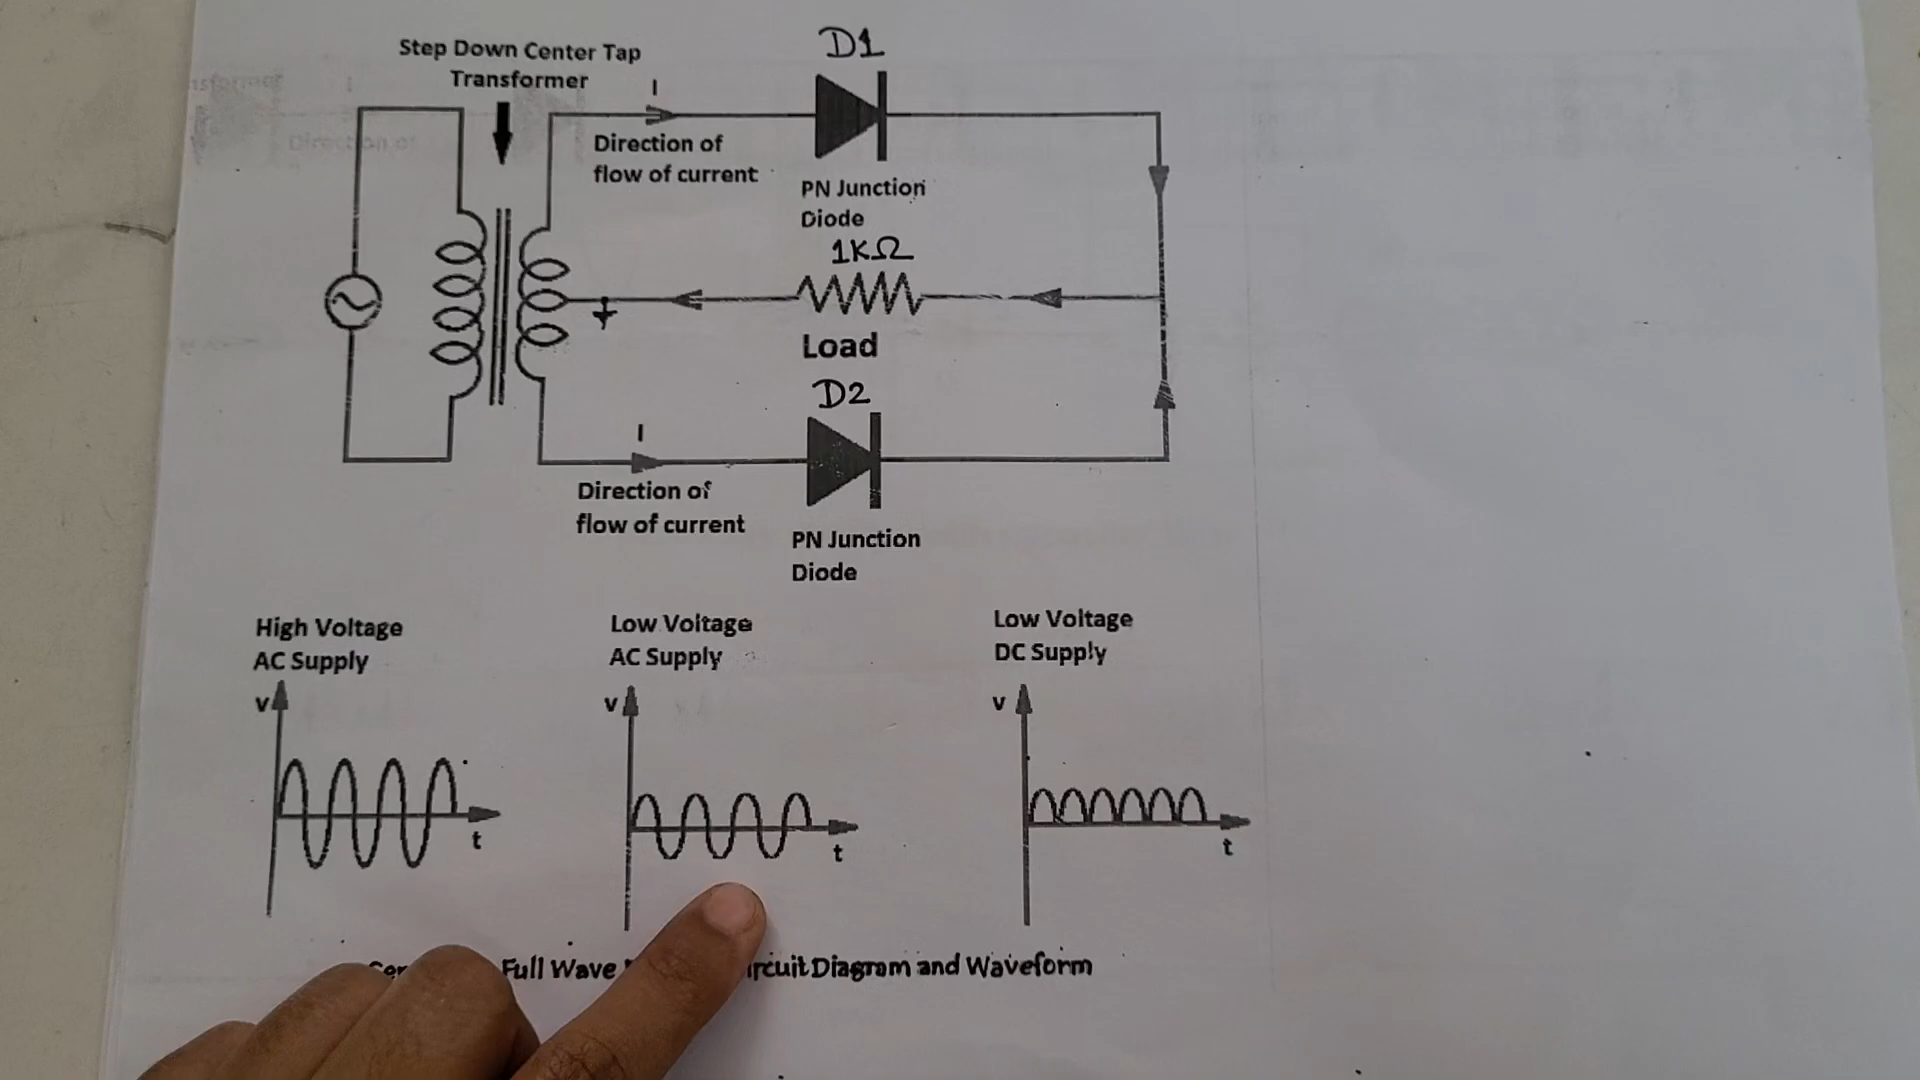 Step Down Center Tap
Transformer
D1
I
Direction of
flow of current
PN Junction
Diode
1KΩ
Load
D2
I
Direction of
flow of current
PN Junction
Diode
High Voltage
AC Supply
Low Voltage
AC Supply
Low Voltage
DC Supply
V
V
V
t
t
t
Full Wave Diagram and Waveform